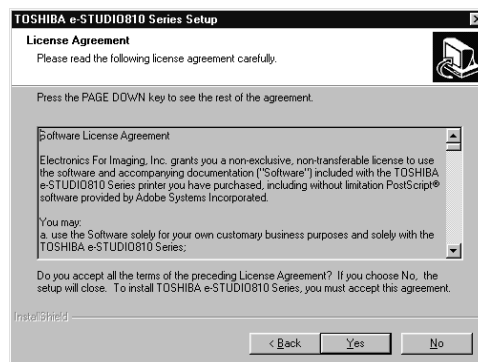 TOSHIBA e-STUDIO810 Series Setup
License Agreement
Please read the following license agreement carefully.
Press the PAGE DOWN key to see the rest of the agreement.
Software License Agreement
Electronics For Imaging, Inc. grants you a non-exclusive, non-transferable license to use
the software and accompanying documentation ("Software") included with the TOSHIBA
e-STUDIO810 Series printer you have purchased, including without limitation PostScript®
software provided by Adobe Systems Incorporated.
You may:
a. use the Software solely for your own customary business purposes and solely with the
TOSHIBA e-STUDIO810 Series;
Do you accept all the terms of the preceding License Agreement? If you choose No, the
setup will close. To install TOSHIBA e-STUDIO810 Series, you must accept this agreement.
InstallShield
< Back Yes No